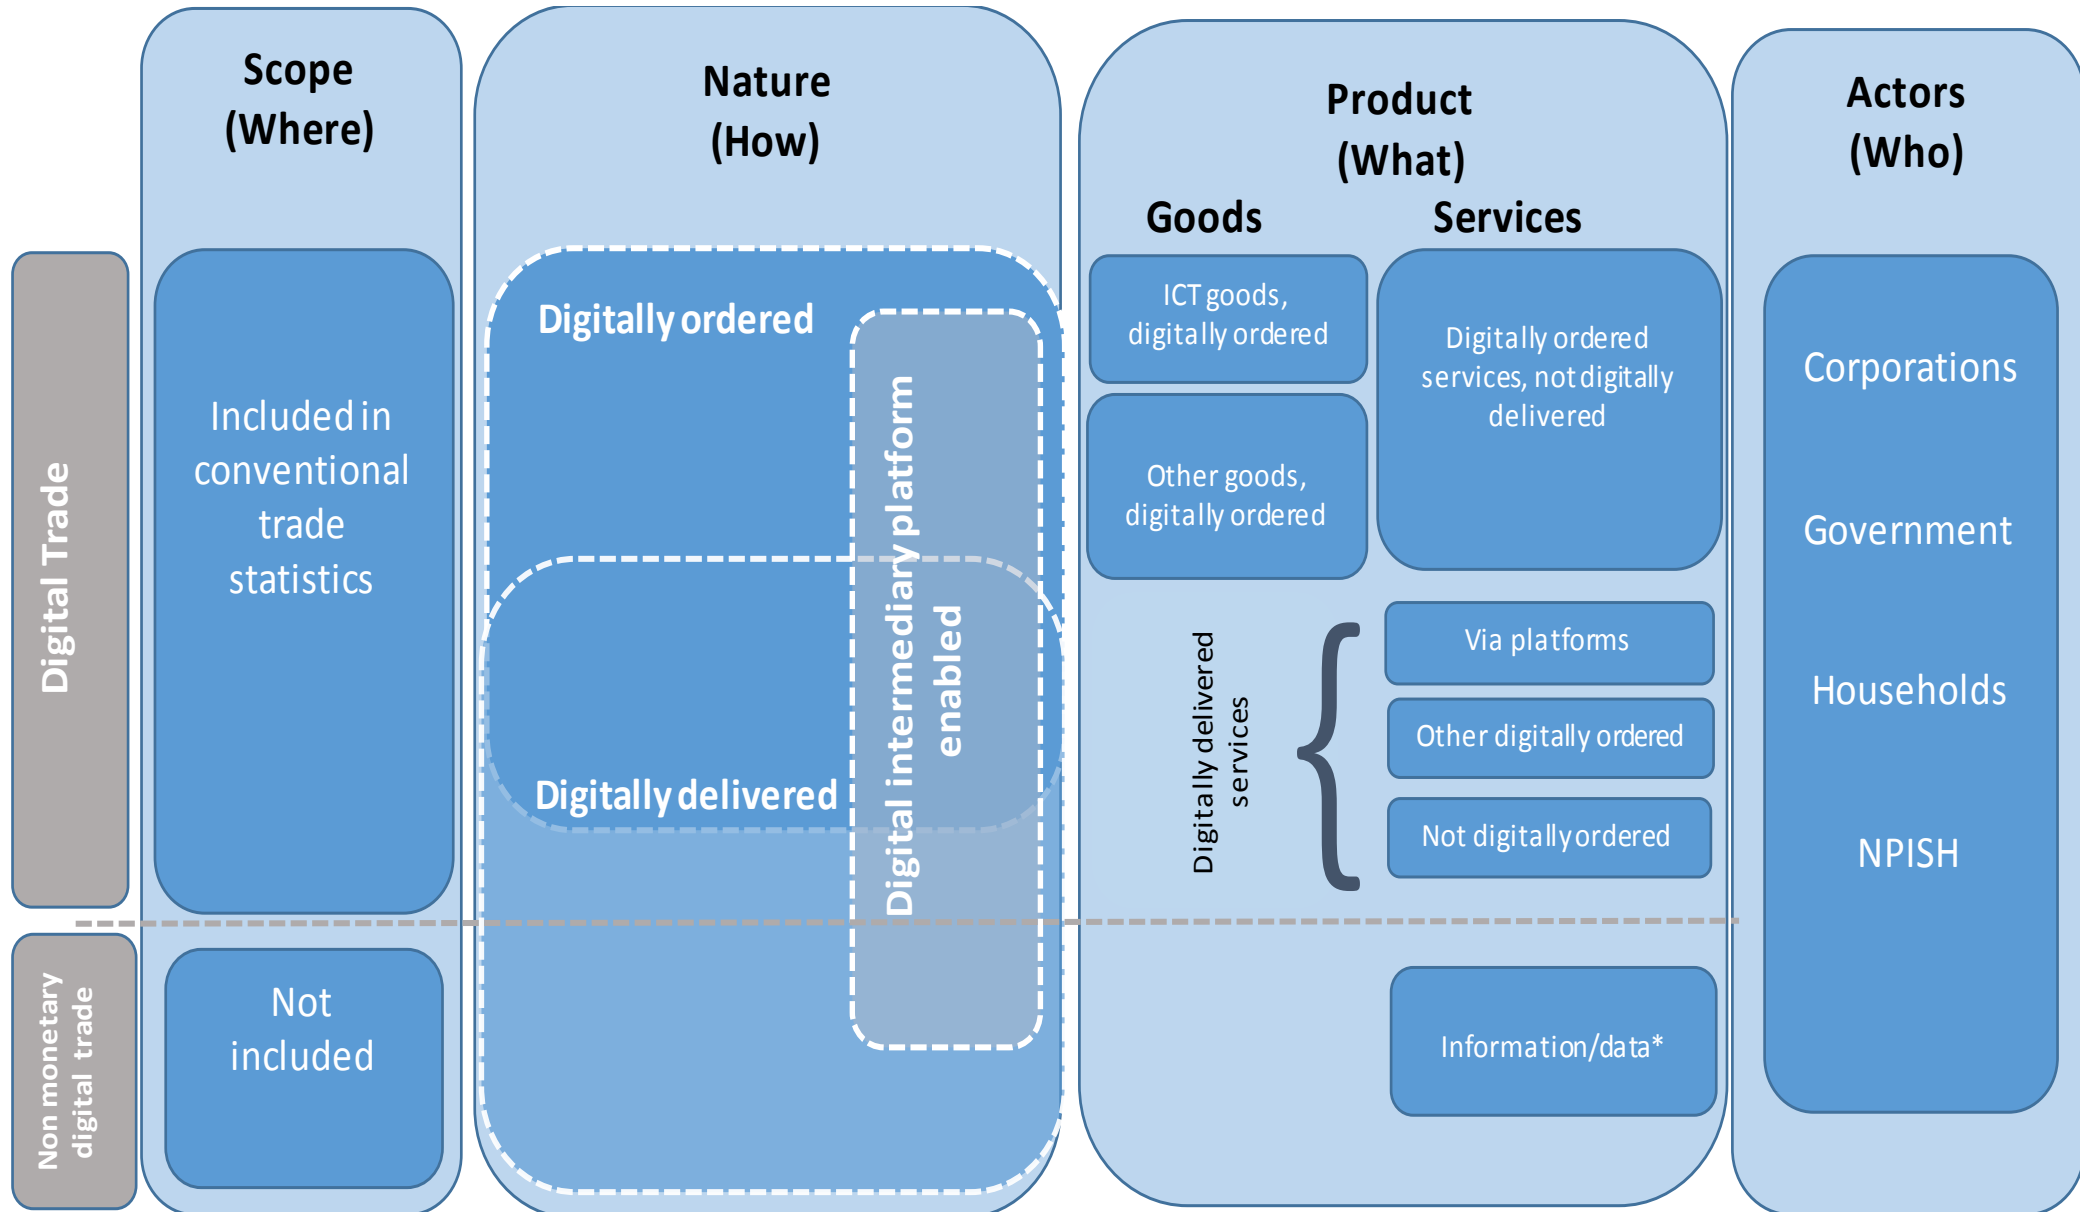 Scope
(Where)
Nature
(How)
Product
(What)
Actors
(Who)
Goods
Services
Digital Trade
Included in
conventional
trade
statistics
Digitally ordered
Digital intermediary platform
enabled
Digitally delivered
ICT goods,
digitally ordered
Other goods,
digitally ordered
Digitally ordered
services, not digitally
delivered
Digitally delivered
services
Via platforms
Other digitally ordered
Not digitally ordered
Corporations
Government
Households
NPISH
Non monetary
digital trade
Not
included
Information/data*